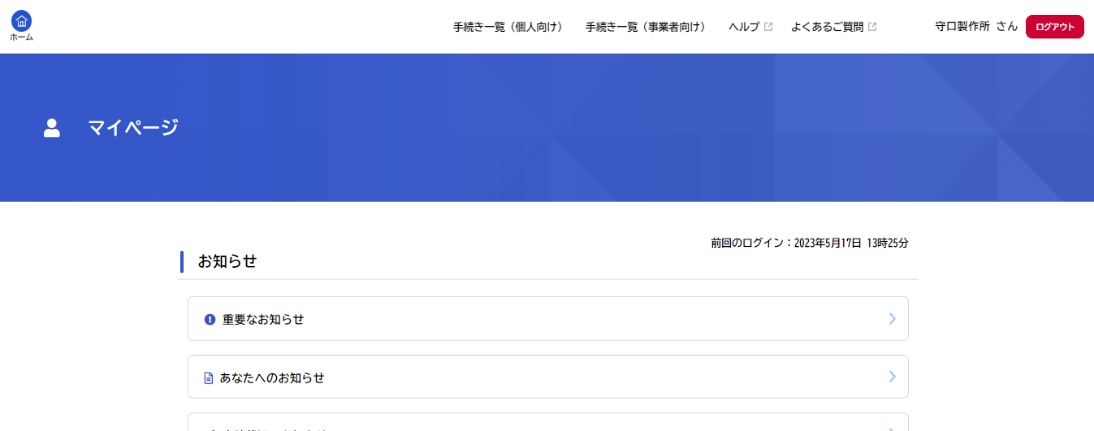 ホーム
手続き一覧（個人向け）　手続き一覧（事業者向け）　ヘルプ　よくあるご質問　守口製作所 さん　ログアウト
マイページ
前回のログイン：2023年5月17日 13時25分
お知らせ
重要なお知らせ
あなたへのお知らせ